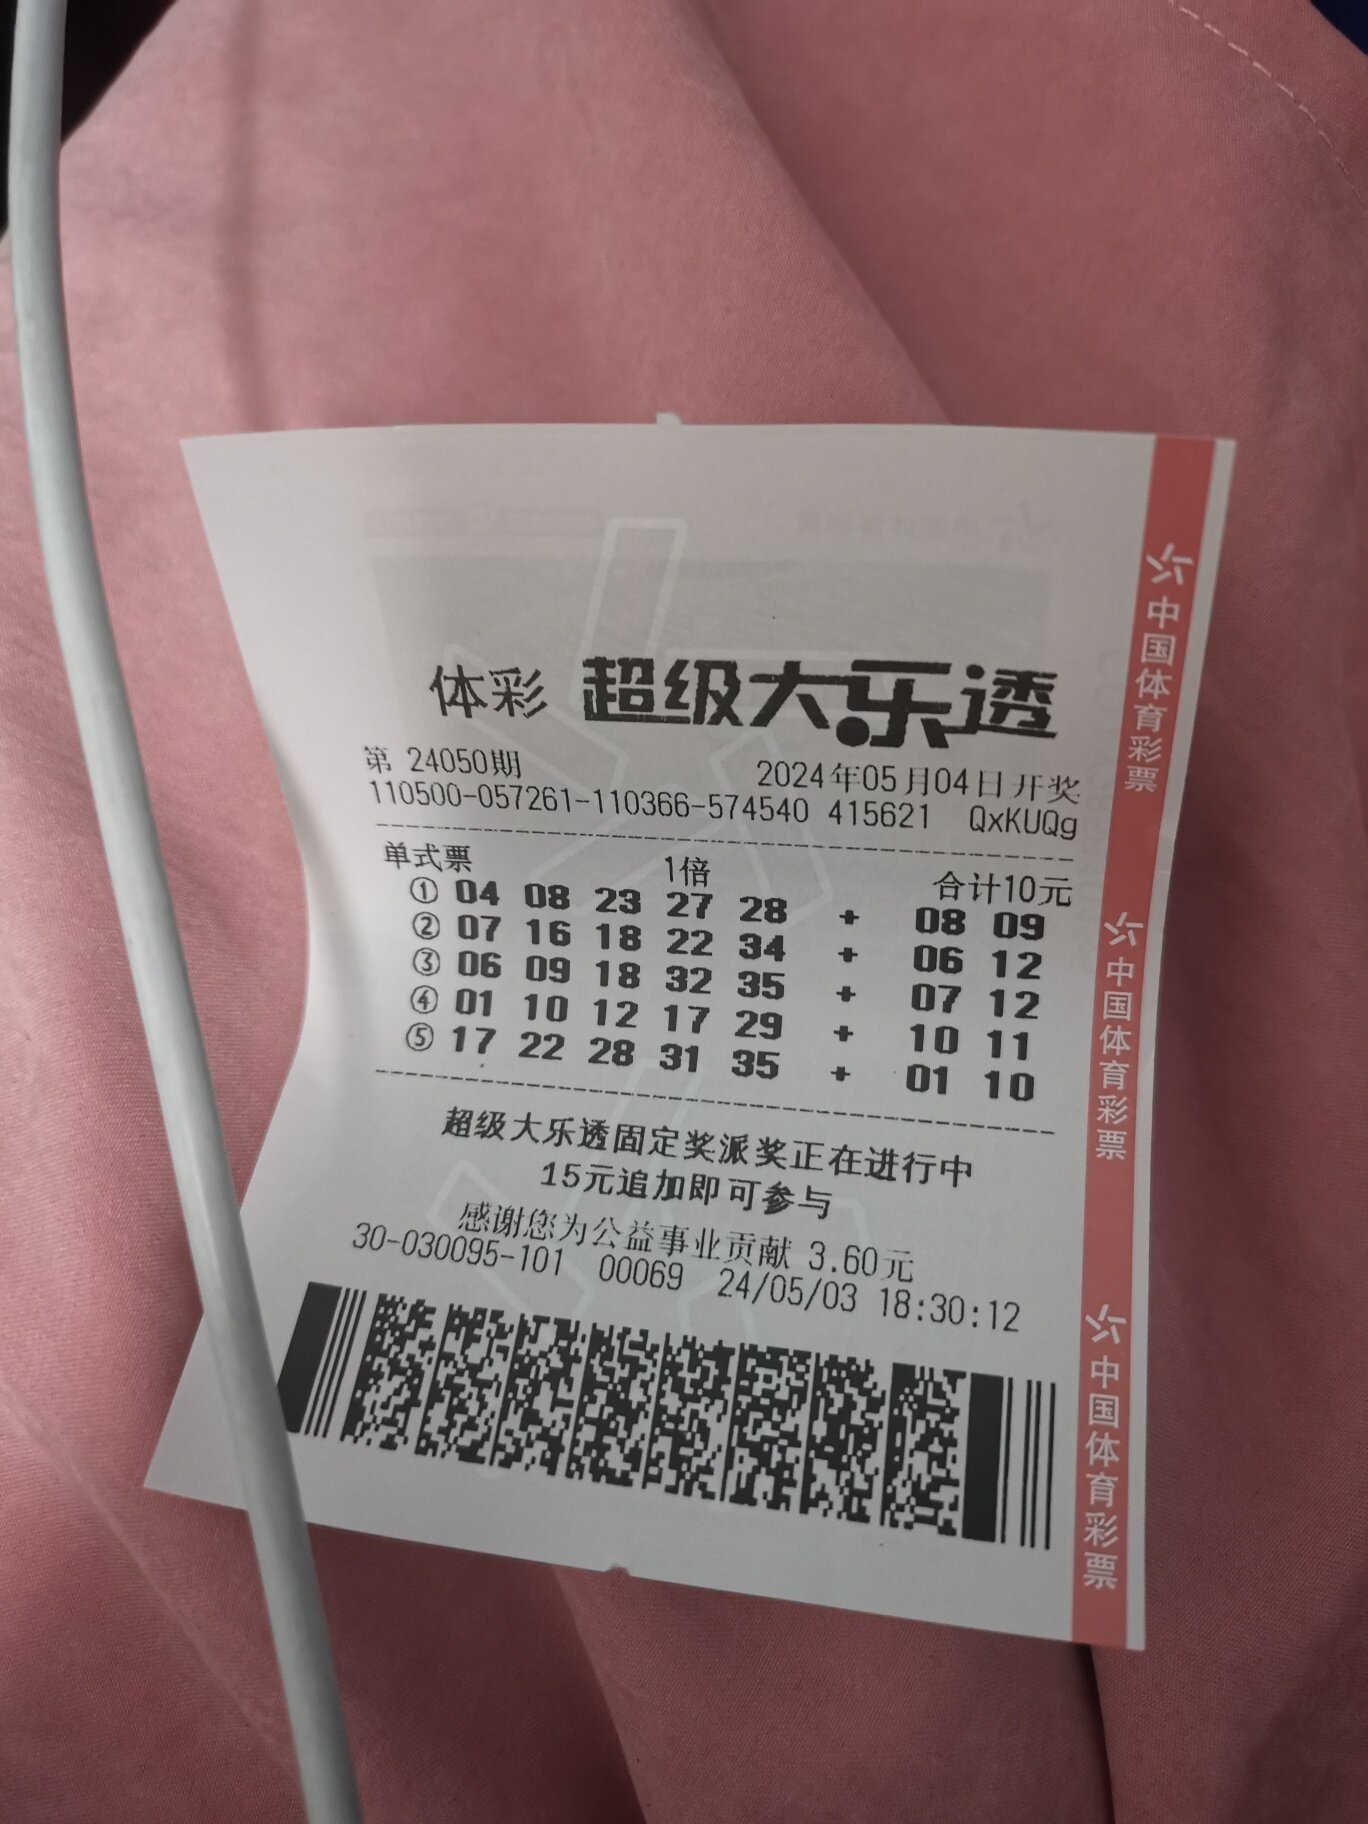 体彩 超级大乐透
第 24050期 2024年05月04日开奖
110500-057261-110366-574540 415621 QxKUQg
单式票 1倍 合计10元
① 04 08 23 27 28 + 08 09
② 07 16 18 22 34 + 06 12
③ 06 09 18 32 35 + 07 12
④ 01 10 12 17 29 + 10 11
⑤ 17 22 28 31 35 + 01 10
超级大乐透固定奖派奖正在进行中
15元追加即可参与
感谢您为公益事业贡献 3.60元
30-030095-101 00069 24/05/03 18:30:12
中国体育彩票
中国体育彩票
中国体育彩票